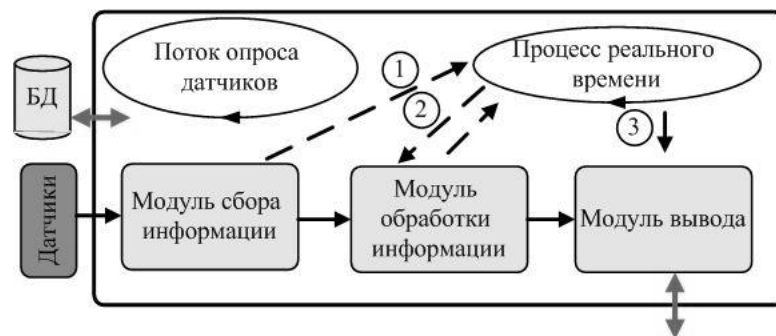 Поток опроса
датчиков
Процесс реального
времени
1
2
3
БД
Датчики
Модуль сбора
информации
Модуль
обработки
информации
Модуль вывода